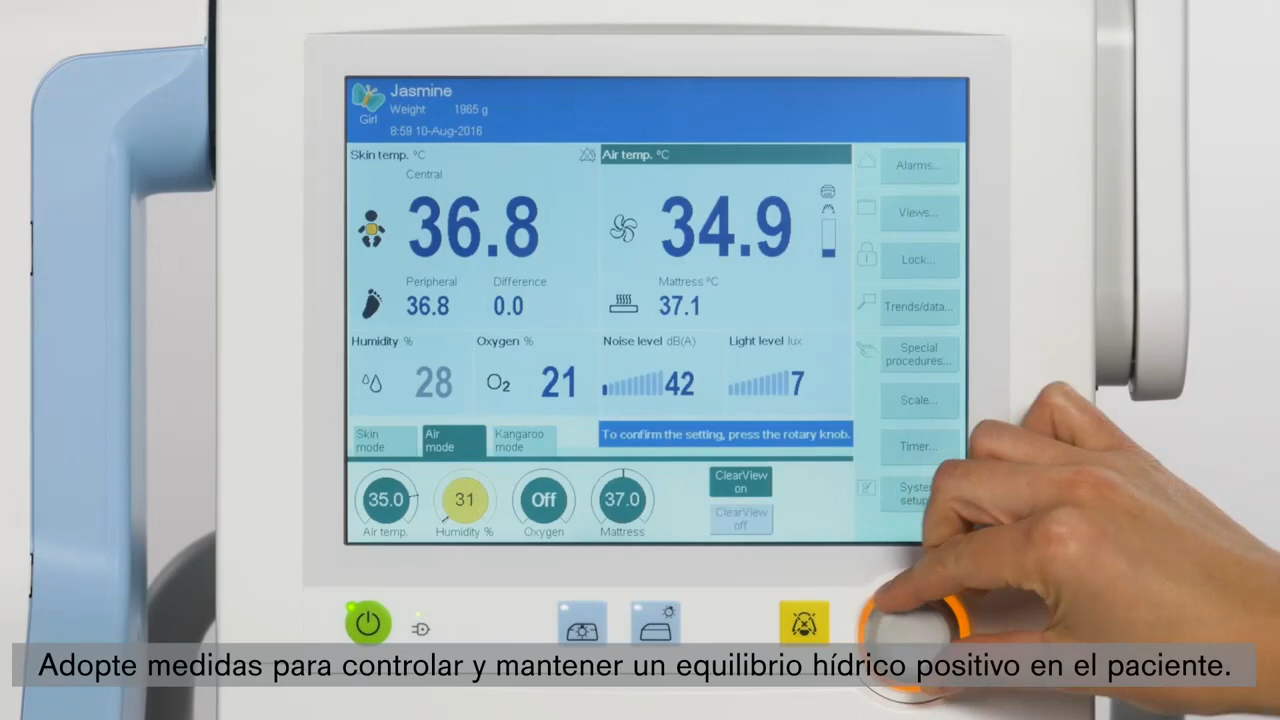 Jasmine
Weight 1965 g
Girl
8:59 10-Aug-2016
Skin temp. °C
Central
36.8
Peripheral
36.8
Difference
0.0
Air temp. °C
34.9
Mattress °C
37.1
Humidity %
28
Oxygen %
O2
21
Noise level dB(A)
42
Light level lux
7
Skin
mode
Air
mode
Kangaroo
mode
To confirm the setting, press the rotary knob.
35.0
Air temp.
31
Humidity %
Off
Oxygen
37.0
Mattress
ClearView
on
ClearView
off
Alarms...
Views...
Lock...
Trends/data...
Special
procedures...
Scale...
Timer...
Syste
setup
Adopte medidas para controlar y mantener un equilibrio hídrico positivo en el paciente.